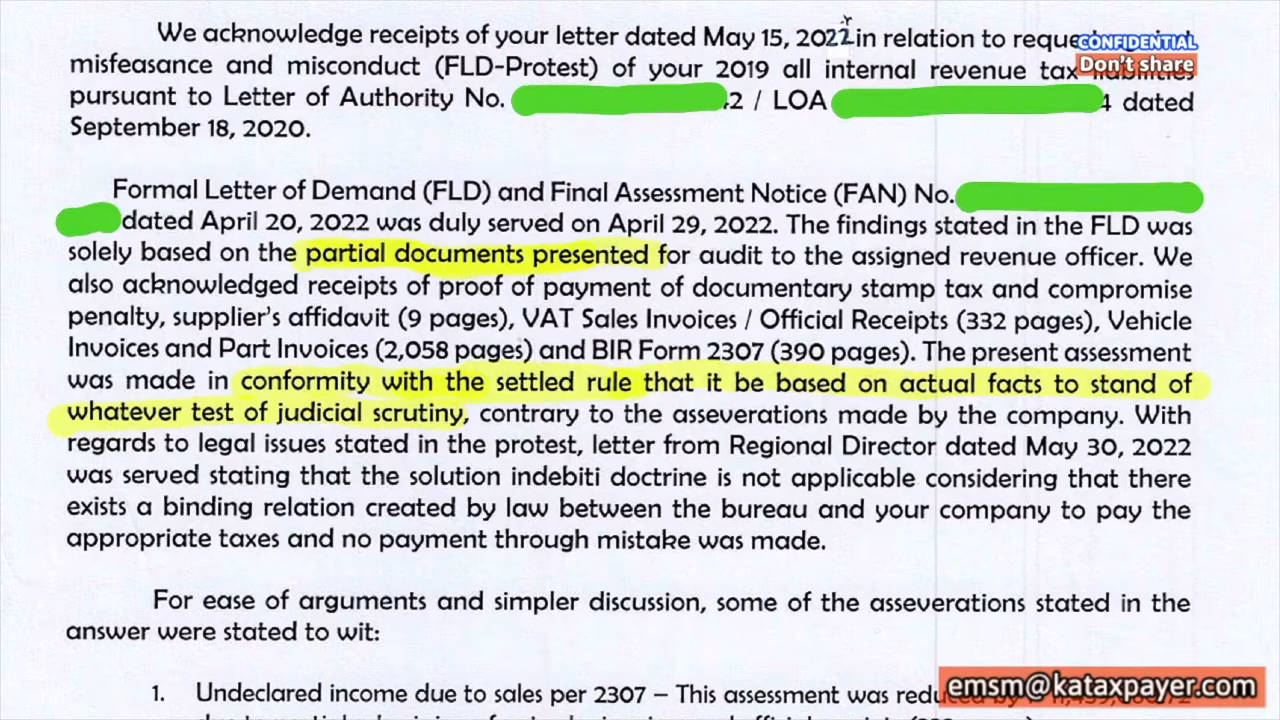 We acknowledge receipts of your letter dated May 15, 2022 in relation to
CONFIDENTIAL
misfeasance and misconduct (FLD-Protest) of your 2019 all internal revenue tax liabilities
Don't share
pursuant to Letter of Authority No. 2 / LOA 4 dated
September 18, 2020.
Formal Letter of Demand (FLD) and Final Assessment Notice (FAN) No.
dated April 20, 2022 was duly served on April 29, 2022. The findings stated in the FLD was
solely based on the partial documents presented for audit to the assigned revenue officer. We
also acknowledged receipts of proof of payment of documentary stamp tax and compromise
penalty, supplier's affidavit (9 pages), VAT Sales Invoices / Official Receipts (332 pages), Vehicle
Invoices and Part Invoices (2,058 pages) and BIR Form 2307 (390 pages). The present assessment
was made in conformity with the settled rule that it be based on actual facts to stand of
whatever test of judicial scrutiny, contrary to the asseverations made by the company. With
regards to legal issues stated in the protest, letter from Regional Director dated May 30, 2022
was served stating that the solution indebiti doctrine is not applicable considering that there
exists a binding relation created by law between the bureau and your company to pay the
appropriate taxes and no payment through mistake was made.
For ease of arguments and simpler discussion, some of the asseverations stated in the
answer were stated to wit:
1. Undeclared income due to sales per 2307 – This assessment was
emsm@kataxpayer.com